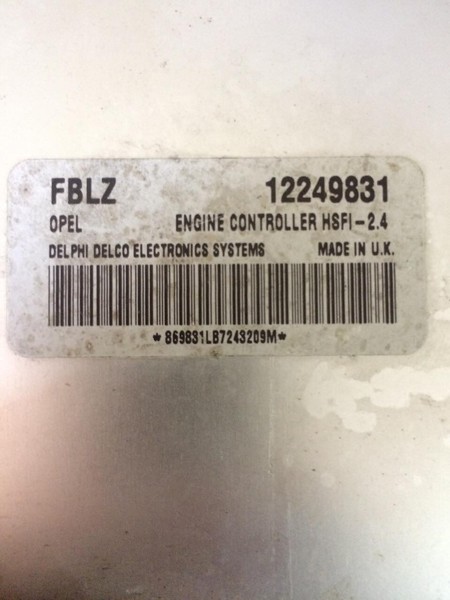 FBLZ 12249831
OPEL ENGINE CONTROLLER HSFI-2.4
DELPHI DELCO ELECTRONICS SYSTEMS MADE IN U.K.
*869831LB7243209M*